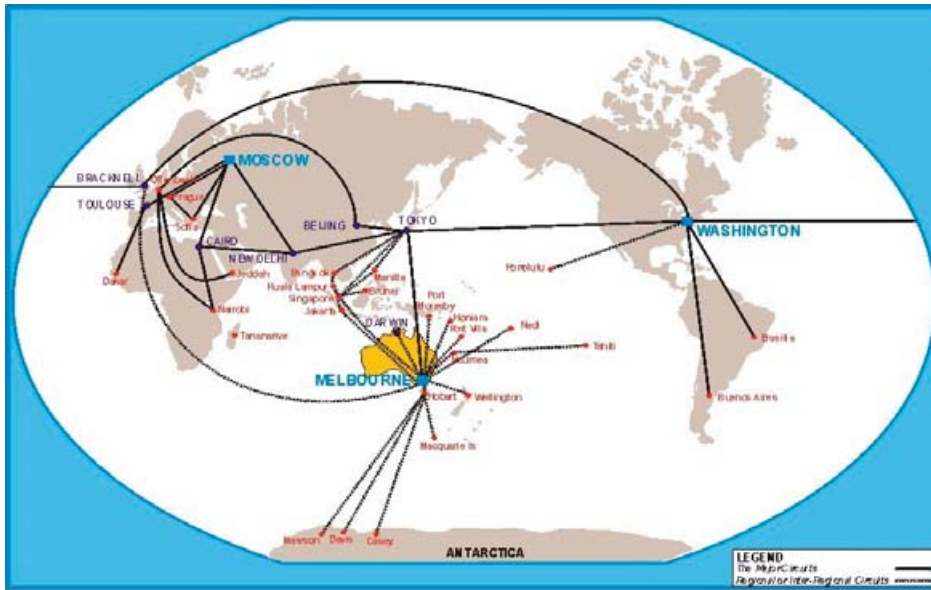 MOSCOW
BRACKNELL
Prague
TOULOUSE
Sofia
BEIJING
TOKYO
WASHINGTON
CAIRO
NEW DELHI
Dakar
Jeddah
Bangkok
Manilla
Honolulu
Kuala Lumpur
Brunei
Singapore
Port
Moresby
Nairobi
Jakarta
Honiara
DARWIN
Port Villa
Nadi
Tananarive
Tahiti
Brasilia
Noumea
MELBOURNE
Hobart
Wellington
Buenos Aires
Macquarie Is
Mawson
Davis
Casey
ANTARCTICA
LEGEND
The Major Circuits
Regional or Inter-Regional Circuits